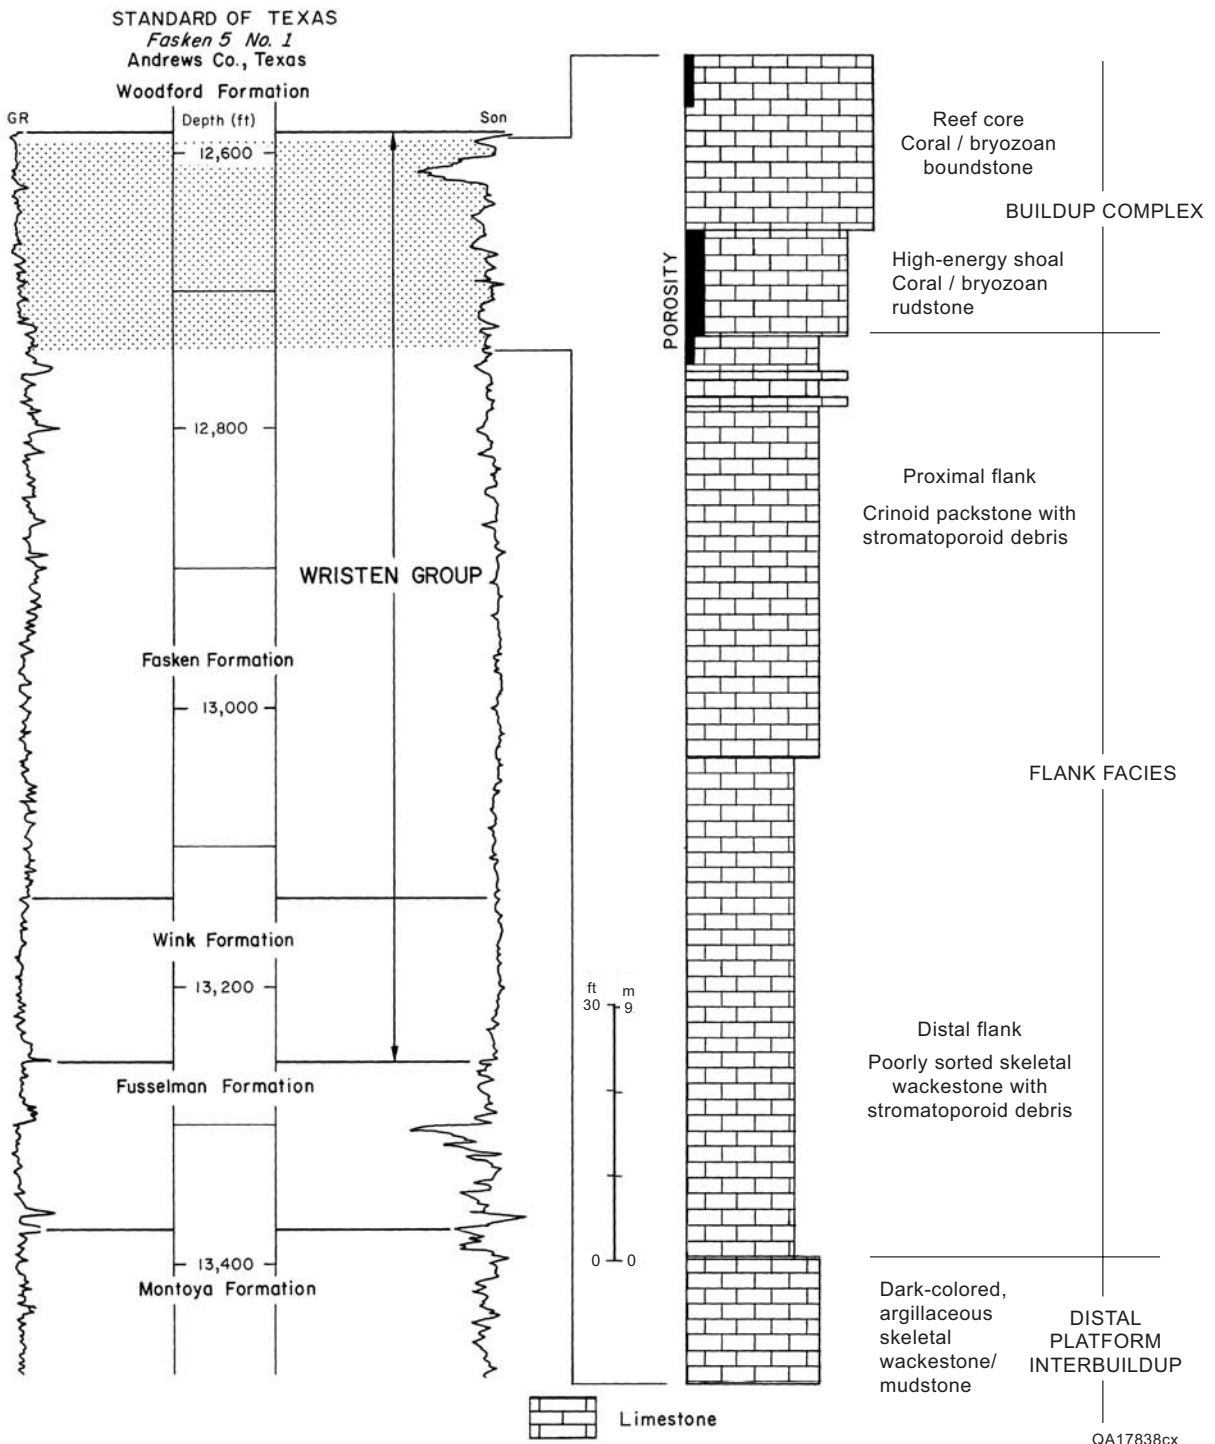 STANDARD OF TEXAS
Fasken 5 No. 1
Andrews Co., Texas
Woodford Formation
GR
Depth (ft)
Son
12,600
12,800
WRISTEN GROUP
Fasken Formation
13,000
Wink Formation
13,200
Fusselman Formation
13,400
Montoya Formation
ft
m
30
9
0
0
POROSITY
Reef core
Coral / bryozoan
boundstone
BUILDUP COMPLEX
High-energy shoal
Coral / bryozoan
rudstone
Proximal flank
Crinoid packstone with
stromatoporoid debris
FLANK FACIES
Distal flank
Poorly sorted skeletal
wackestone with
stromatoporoid debris
Dark-colored,
argillaceous
skeletal
wackestone/
mudstone
DISTAL
PLATFORM
INTERBUILDUP
Limestone
QA17838cx